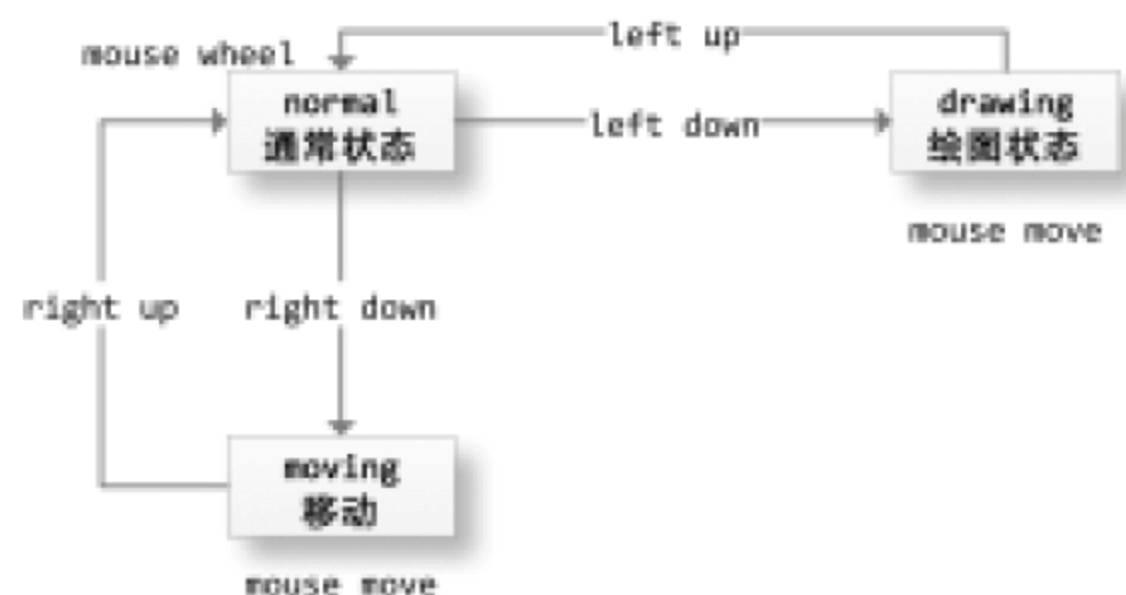 left up
mouse wheel
normal
通常状态
left down
drawing
绘图状态
mouse move
right up
right down
moving
移动
mouse move